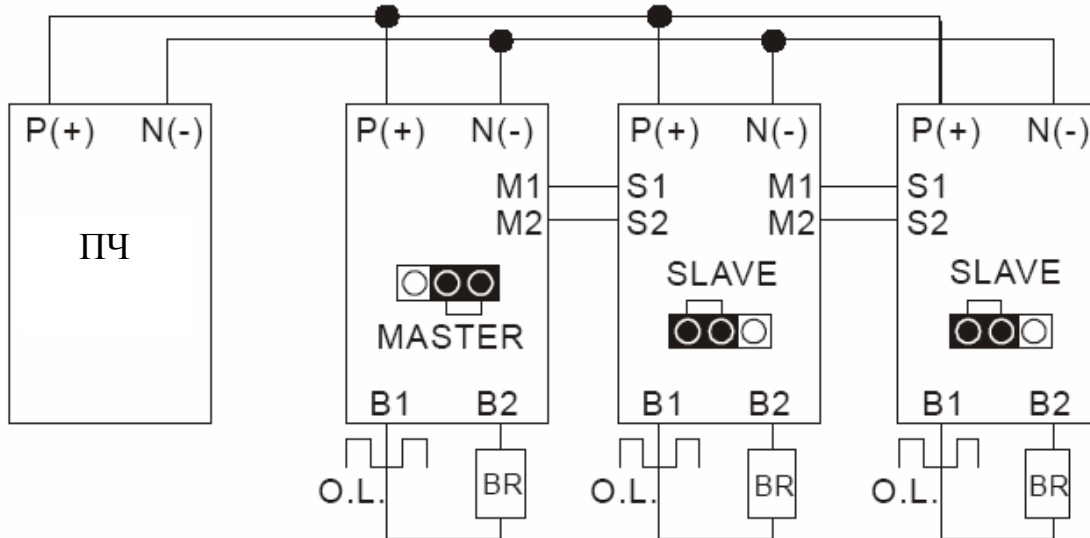 P(+) N(-) P(+) N(-) P(+) N(-) P(+) N(-)
M1 S1 M1 S1
M2 S2 M2 S2
ПЧ
SLAVE SLAVE
MASTER
B1 B2 B1 B2 B1 B2
O.L. BR O.L. BR O.L. BR